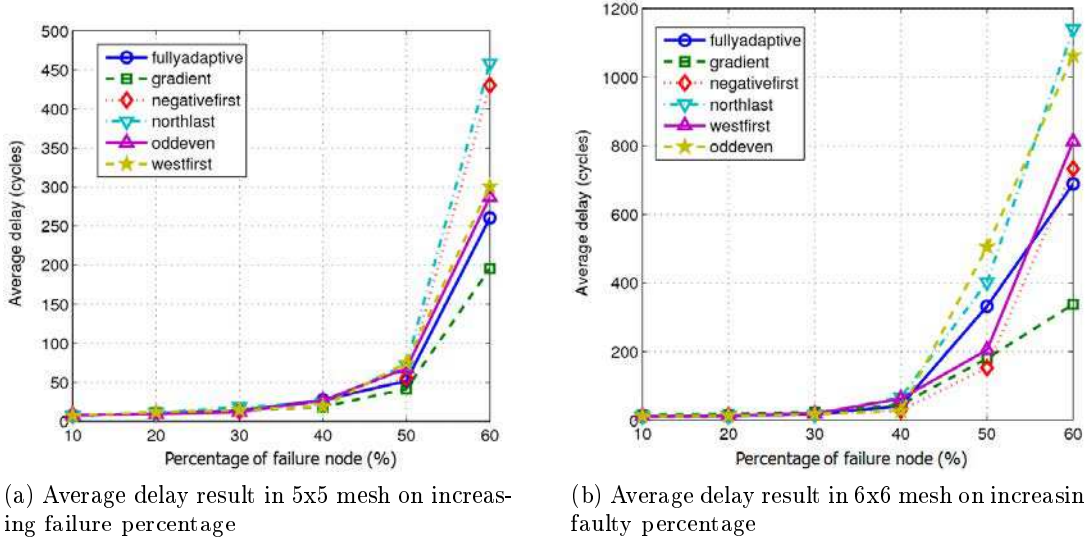 500
450
400
350
300
250
200
150
100
50
0
10
20
30
40
50
60
Average delay (cycles)
Percentage of failure node (%)
fullyadaptive
gradient
negativefirst
northlast
oddeven
westfirst
(a) Average delay result in 5x5 mesh on increas-
ing failure percentage
1200
1000
800
600
400
200
0
10
20
30
40
50
60
Average delay (cycles)
Percentage of failure node (%)
fullyadaptive
gradient
negativefirst
northlast
westfirst
oddeven
(b) Average delay result in 6x6 mesh on increasin
faulty percentage